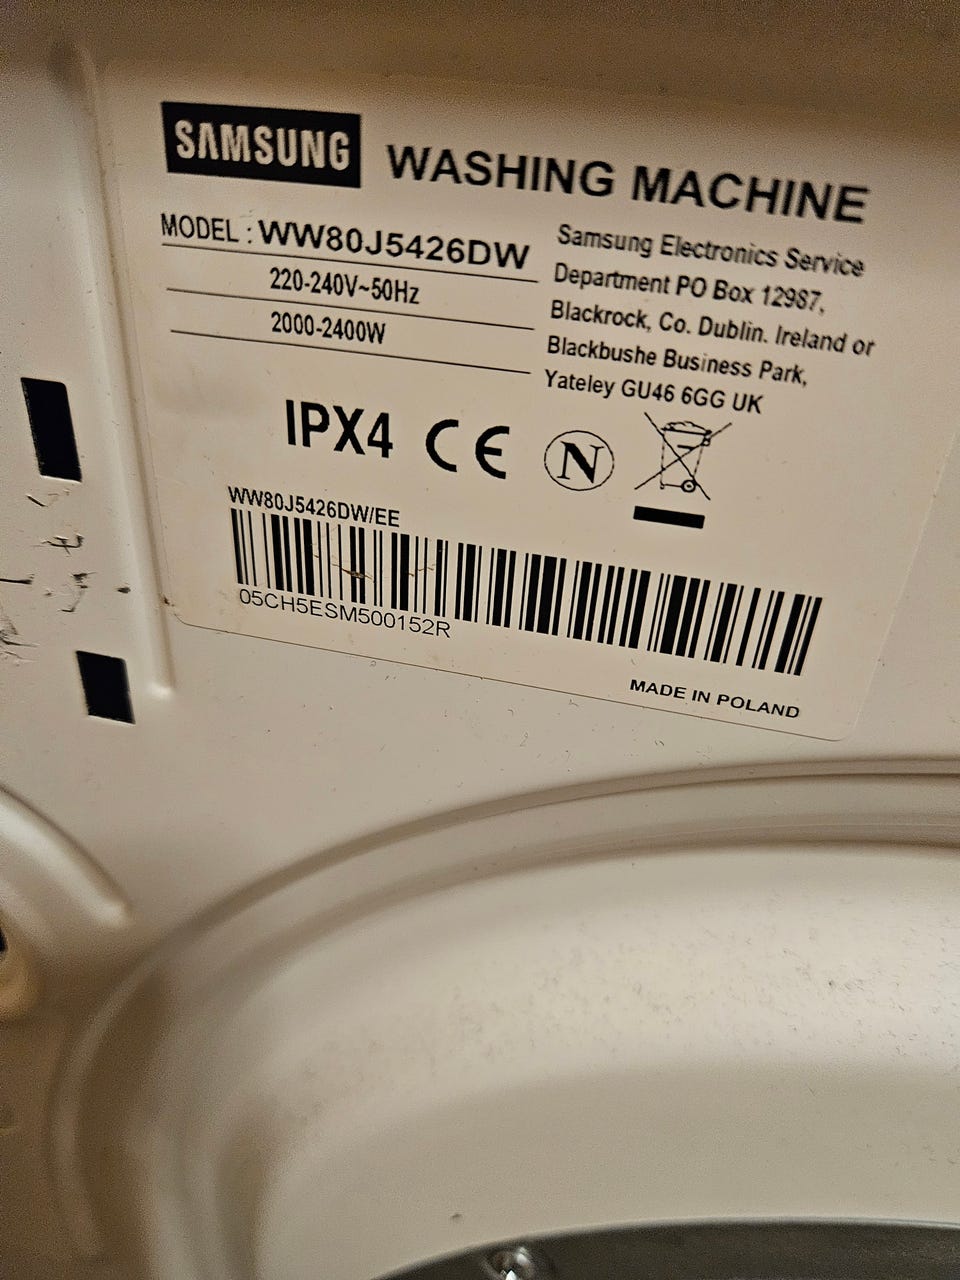 SAMSUNG WASHING MACHINE
MODEL : WW80J5426DW
220-240V~50Hz
2000-2400W
Samsung Electronics Service
Department PO Box 12987,
Blackrock, Co. Dublin. Ireland or
Blackbushe Business Park,
Yateley GU46 6GG UK
IPX4 CE N
WW80J5426DW/EE
05CH5ESM500152R
MADE IN POLAND